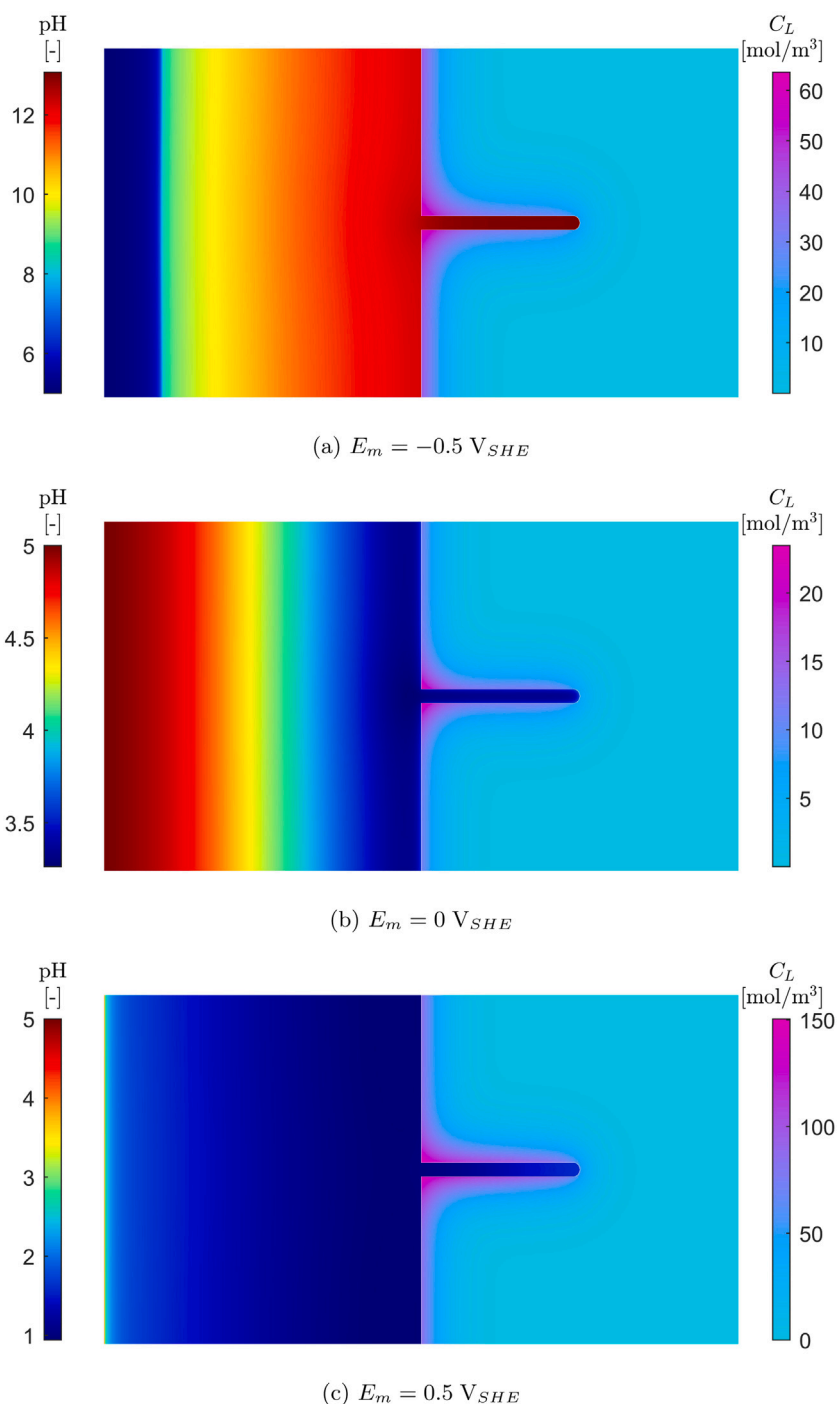 pH
[-]
C_L
[mol/m³]
12
10
8
6
60
50
40
30
20
10
(a) E_m = −0.5 V_SHE
pH
[-]
C_L
[mol/m³]
5
4.5
4
3.5
20
15
10
5
(b) E_m = 0 V_SHE
pH
[-]
C_L
[mol/m³]
5
4
3
2
1
150
100
50
0
(c) E_m = 0.5 V_SHE